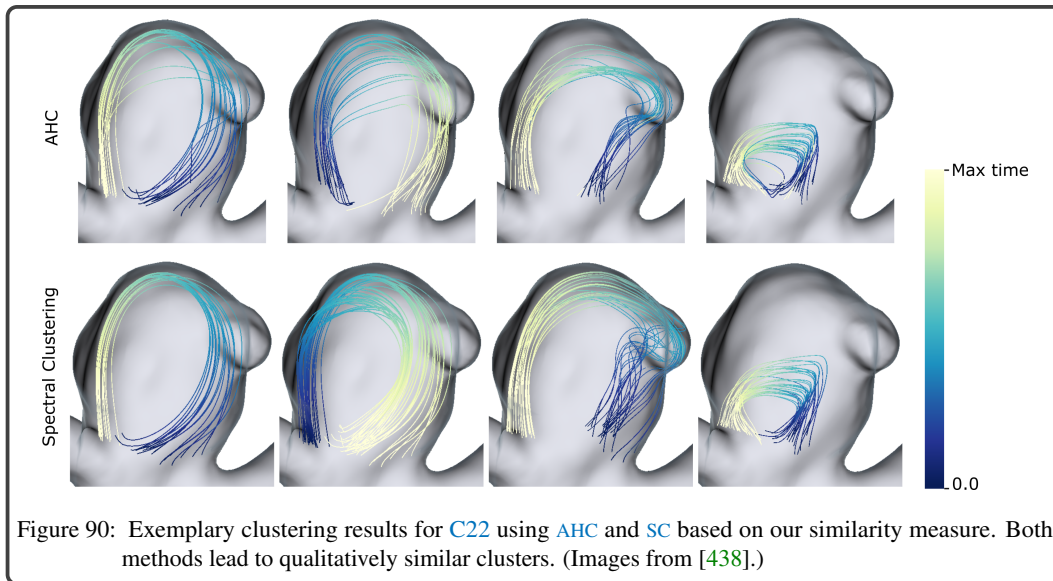 AHC
Spectral Clustering
Max time
0.0
Figure 90: Exemplary clustering results for C22 using AHC and SC based on our similarity measure. Both
methods lead to qualitatively similar clusters. (Images from [438].)